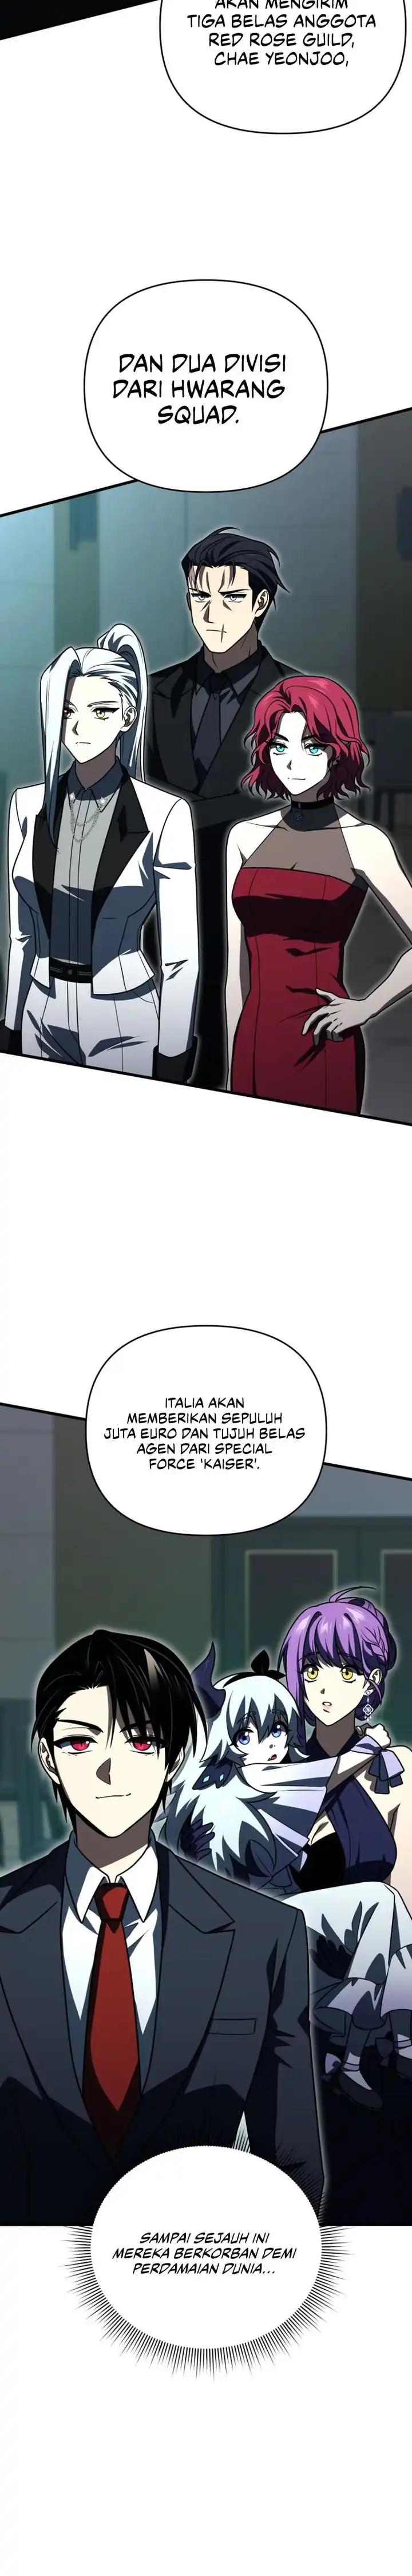 AKAN MENGIRIM
TIGA BELAS ANGGOTA
RED ROSE GUILD,
CHAE YEONJOO,
DAN DUA DIVISI
DARI HWARANG
SQUAD.
ITALIA AKAN
MEMBERIKAN SEPULUH
JUTA EURO DAN TUJUH BELAS
AGEN DARI SPECIAL
FORCE 'KAISER'.
SAMPAI SEJAUH INI
MEREKA BERKORBAN DEMI
PERDAMAIAN DUNIA...